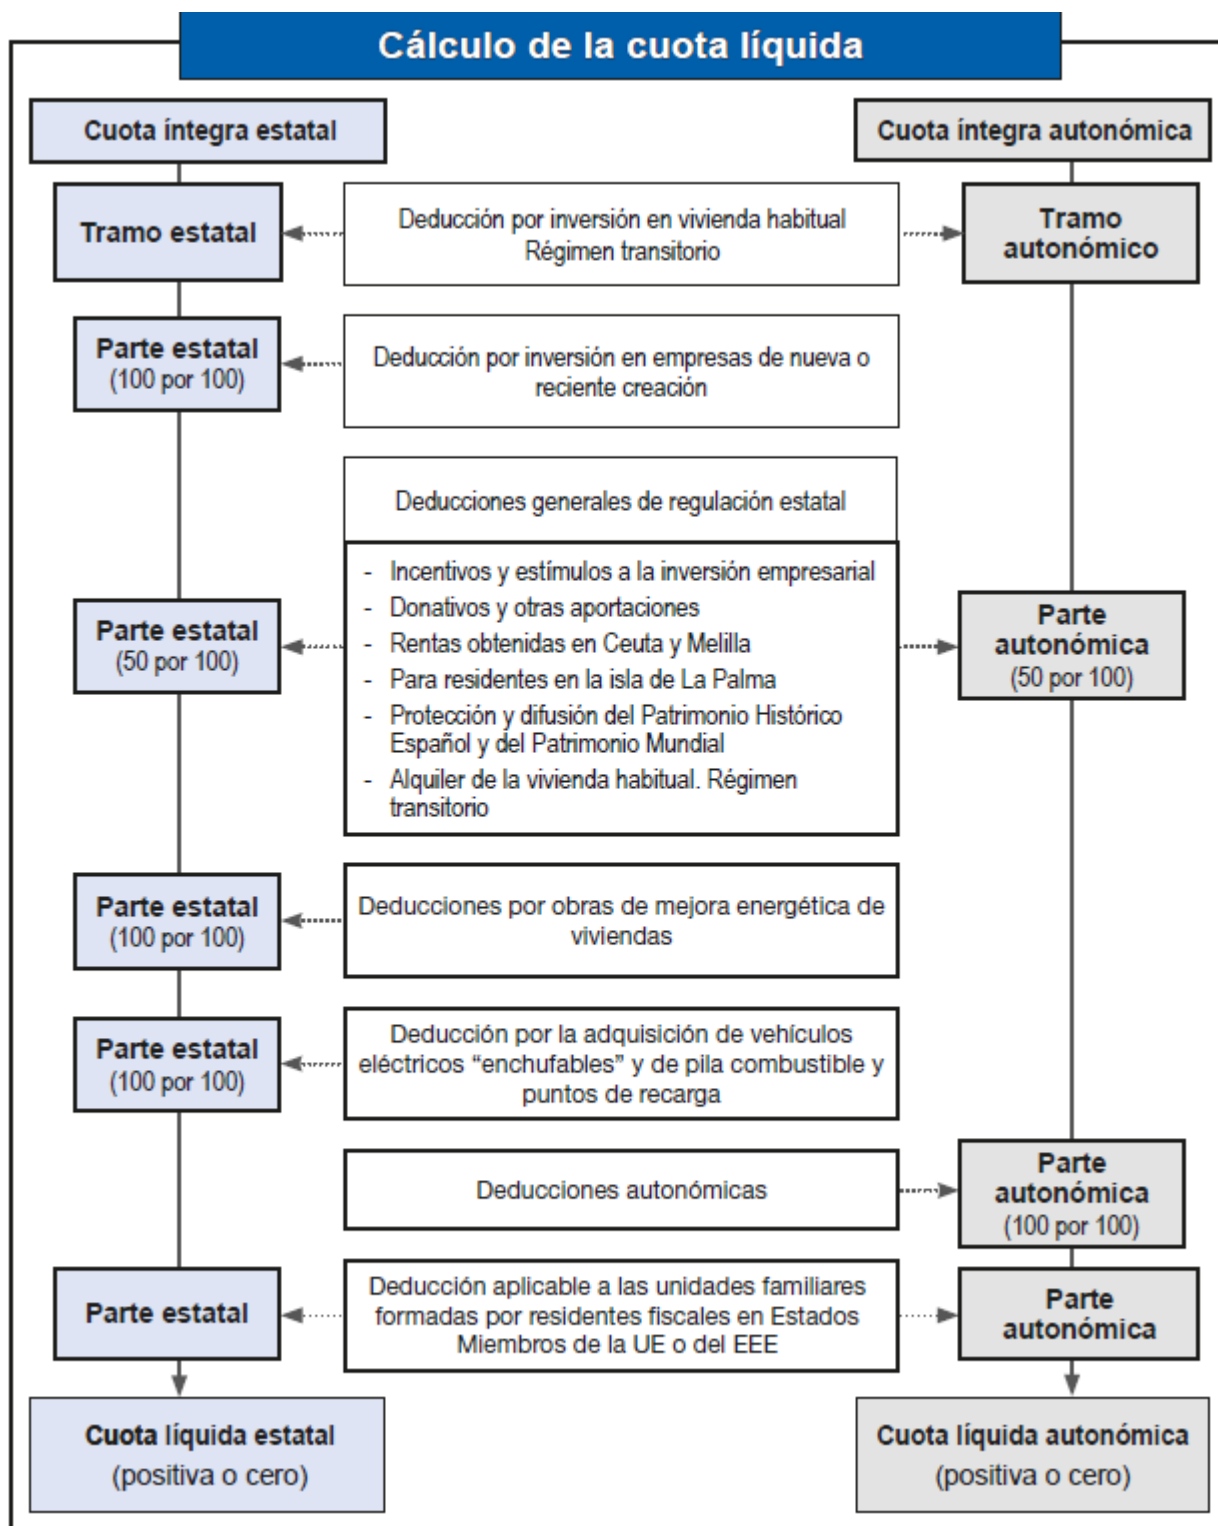 Cálculo de la cuota líquida
Cuota íntegra estatal
Cuota íntegra autonómica
Tramo estatal
Deducción por inversión en vivienda habitual
Régimen transitorio
Tramo
autonómico
Parte estatal
(100 por 100)
Deducción por inversión en empresas de nueva o
reciente creación
Deducciones generales de regulación estatal
Parte estatal
(50 por 100)
- Incentivos y estímulos a la inversión empresarial
- Donativos y otras aportaciones
- Rentas obtenidas en Ceuta y Melilla
- Para residentes en la isla de La Palma
- Protección y difusión del Patrimonio Histórico
Español y del Patrimonio Mundial
- Alquiler de la vivienda habitual. Régimen
transitorio
Parte
autonómica
(50 por 100)
Parte estatal
(100 por 100)
Deducciones por obras de mejora energética de
viviendas
Parte estatal
(100 por 100)
Deducción por la adquisición de vehículos
eléctricos “enchufables” y de pila combustible y
puntos de recarga
Deducciones autonómicas
Parte
autonómica
(100 por 100)
Parte estatal
Deducción aplicable a las unidades familiares
formadas por residentes fiscales en Estados
Miembros de la UE o del EEE
Parte
autonómica
Cuota líquida estatal
(positiva o cero)
Cuota líquida autonómica
(positiva o cero)